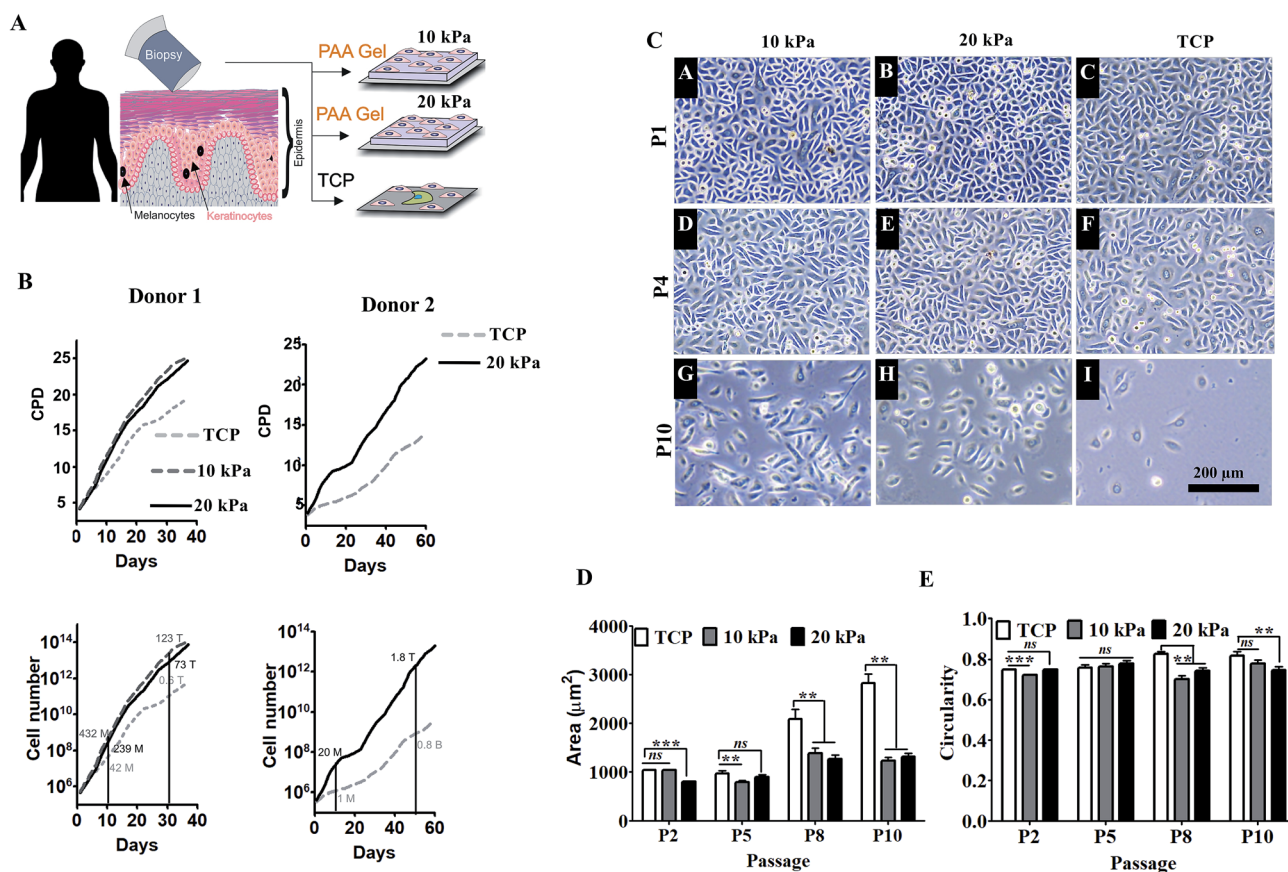 A
Biopsy
PAA Gel
10 kPa
PAA Gel
20 kPa
TCP
Epidermis
Melanocytes
Keratinocytes
B
Donor 1
CPD
25
20
15
10
5
0 10 20 30 40
Days
TCP
10 kPa
20 kPa
Donor 2
CPD
25
20
15
10
5
0 20 40 60
Days
TCP
20 kPa
Cell number
10^14
10^12
10^10
10^8
10^6
0 10 20 30 40
Days
432 M
239 M
42 M
123 T
73 T
0.6 T
Cell number
10^14
10^12
10^10
10^8
10^6
0 20 40 60
Days
20 M
1 M
1.8 T
0.8 B
C
10 kPa 20 kPa TCP
P1
A B C
P4
D E F
P10
G H I
200 μm
D
Area (μm²)
4000
3000
2000
1000
0
TCP 10 kPa 20 kPa
***
ns
ns
**
**
**
P2 P5 P8 P10
Passage
E
Circularity
1.0
0.8
0.6
0.4
0.2
0.0
TCP 10 kPa 20 kPa
ns
***
ns
**
**
ns
P2 P5 P8 P10
Passage